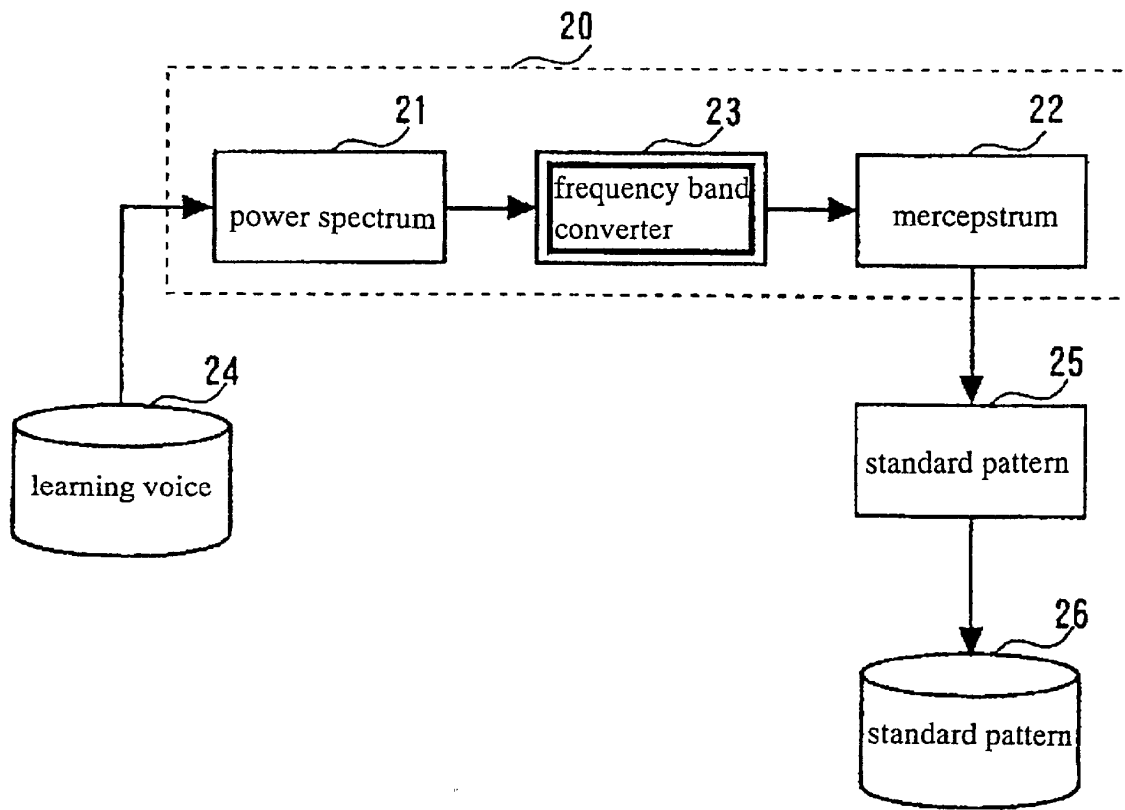 20
21
23
22
power spectrum
frequency band
converter
mercepstrum
24
25
learning voice
standard pattern
26
standard pattern